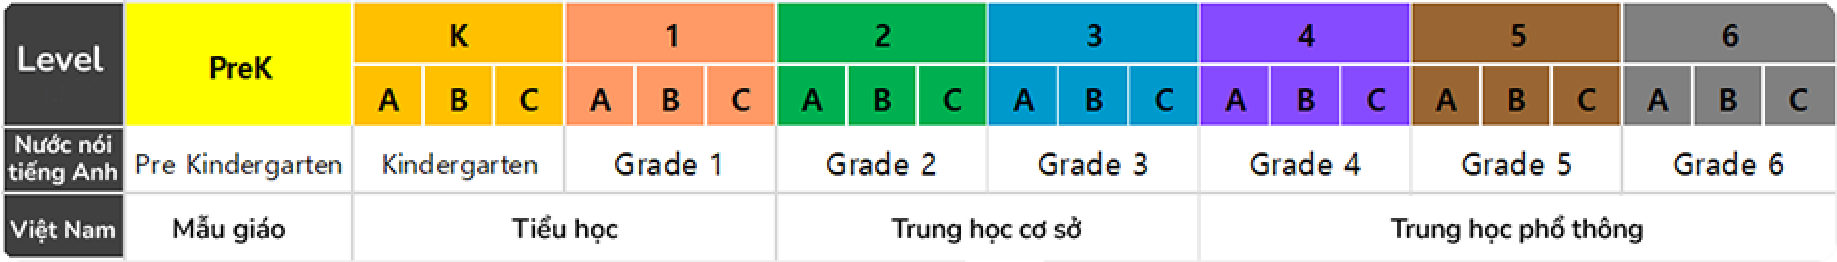 Level PreK K 1 2 3 4 5 6
A B C A B C A B C A B C A B C A B C A B C
Nước nói
tiếng Anh
Pre Kindergarten Kindergarten Grade 1 Grade 2 Grade 3 Grade 4 Grade 5 Grade 6
Việt Nam Mẫu giáo Tiểu học Trung học cơ sở Trung học phổ thông